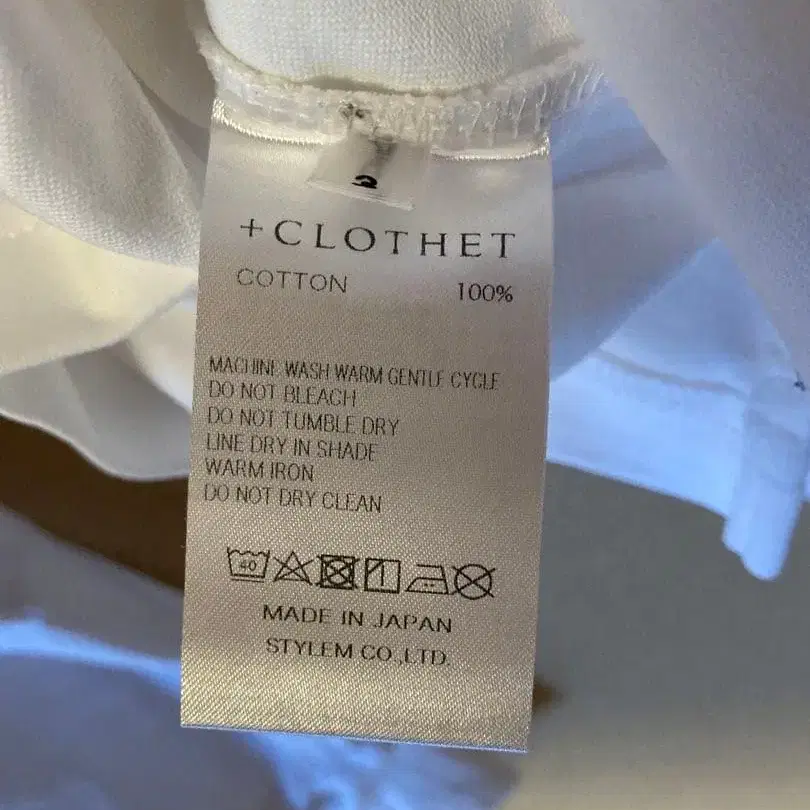 2
+CLOTHET
COTTON 100%
MACHINE WASH WARM GENTLE CYCLE
DO NOT BLEACH
DO NOT TUMBLE DRY
LINE DRY IN SHADE
WARM IRON
DO NOT DRY CLEAN
40
MADE IN JAPAN
STYLEM CO.,LTD.